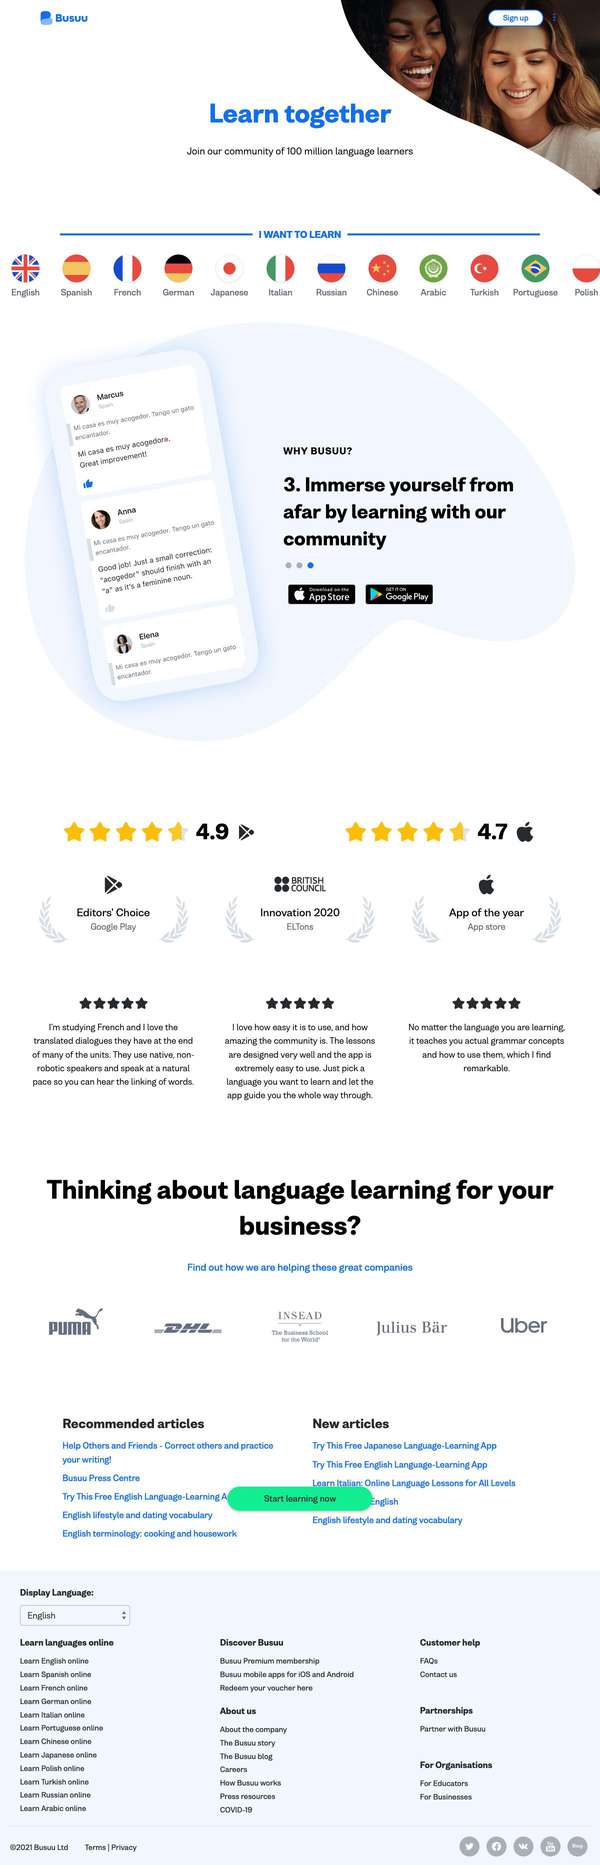 Busuu
Sign up
Learn together
Join our community of 100 million language learners
I WANT TO LEARN
English
Spanish
French
German
Japanese
Italian
Russian
Chinese
Arabic
Turkish
Portuguese
Polish
Marcus
Spain
Mi casa es muy acogedor. Tengo un gato
encantador.
Mi casa es muy acogedora.
Great improvement!
Anna
Spain
Mi casa es muy acogedor. Tengo un gato
encantador.
Good job! Just a small correction:
"acogedor" should finish with an
"a" as it's a feminine noun.
Elena
Spain
Mi casa es muy acogedor. Tengo un gato
encantador.
WHY BUSUU?
3. Immerse yourself from
afar by learning with our
community
Download on the
App Store
GET IT ON
Google Play
4.9
4.7
Editors' Choice
Google Play
BRITISH
COUNCIL
Innovation 2020
ELTons
App of the year
App store
I'm studying French and I love the
translated dialogues they have at the end
of many of the units. They use native, non-
robotic speakers and speak at a natural
pace so you can hear the linking of words.
I love how easy it is to use, and how
amazing the community is. The lessons
are designed very well and the app is
extremely easy to use. Just pick a
language you want to learn and let the
app guide you the whole way through.
No matter the language you are learning,
it teaches you actual grammar concepts
and how to use them, which I find
remarkable.
Thinking about language learning for your
business?
Find out how we are helping these great companies
PUMA
DHL
INSEAD
The Business School
for the World®
Julius Bär
Uber
Recommended articles
Help Others and Friends - Correct others and practice
your writing!
Busuu Press Centre
Try This Free English Language-Learning A
English lifestyle and dating vocabulary
English terminology: cooking and housework
New articles
Try This Free Japanese Language-Learning App
Try This Free English Language-Learning App
Learn Italian: Online Language Lessons for All Levels
English
English lifestyle and dating vocabulary
Start learning now
Display Language:
English
Learn languages online
Learn English online
Learn Spanish online
Learn French online
Learn German online
Learn Italian online
Learn Portuguese online
Learn Chinese online
Learn Japanese online
Learn Polish online
Learn Turkish online
Learn Russian online
Learn Arabic online
Discover Busuu
Busuu Premium membership
Busuu mobile apps for iOS and Android
Redeem your voucher here
About us
About the company
The Busuu story
The Busuu blog
Careers
How Busuu works
Press resources
COVID-19
Customer help
FAQs
Contact us
Partnerships
Partner with Busuu
For Organisations
For Educators
For Businesses
©2021 Busuu Ltd
Terms | Privacy
You
Blog